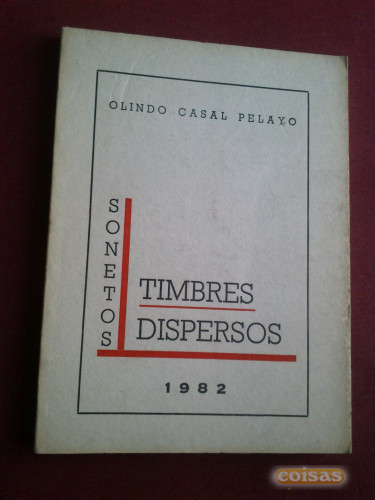 OLINDO CASAL PELAYO
SONETOS
TIMBRES
DISPERSOS
1982
coisas